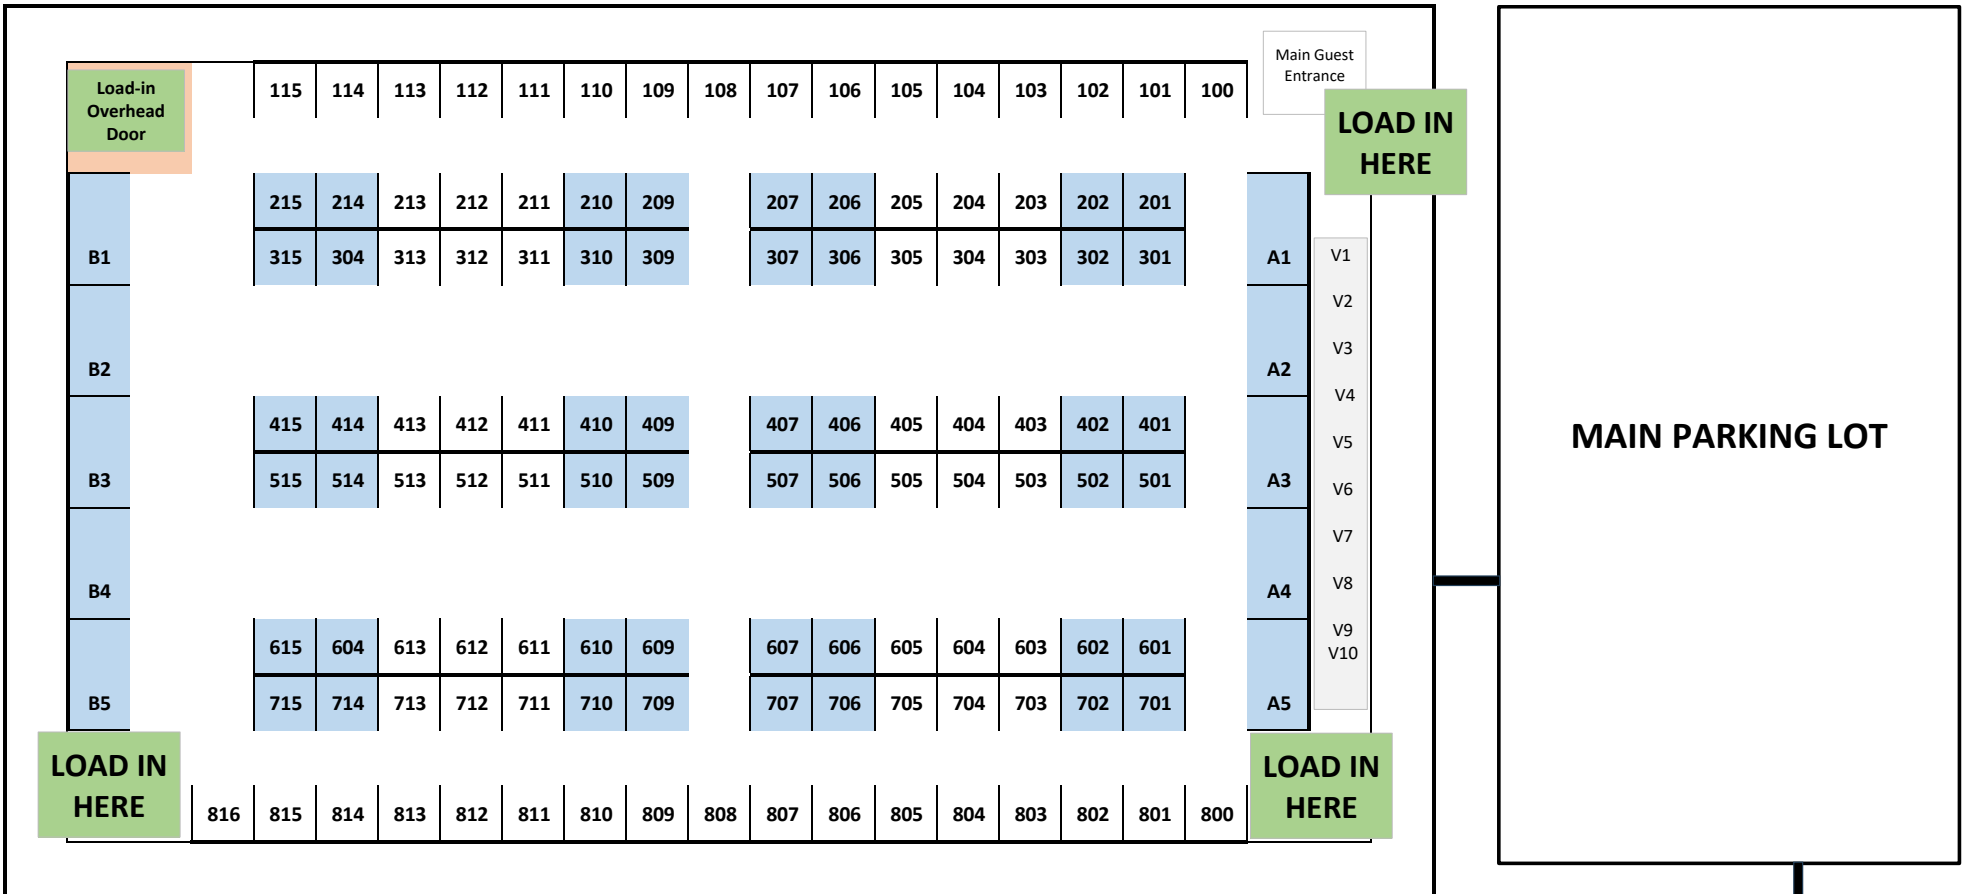 Main Guest
Entrance
Load-in
Overhead
Door
115 114 113 112 111 110 109 108 107 106 105 104 103 102 101 100
LOAD IN
HERE
215 214 213 212 211 210 209 207 206 205 204 203 202 201
B1 315 304 313 312 311 310 309 307 306 305 304 303 302 301 A1 V1
V2
B2 A2 V3
V4
415 414 413 412 411 410 409 407 406 405 404 403 402 401
V5
MAIN PARKING LOT
B3 515 514 513 512 511 510 509 507 506 505 504 503 502 501 A3 V6
V7
B4 A4 V8
V9
615 604 613 612 611 610 609 607 606 605 604 603 602 601
V10
B5 715 714 713 712 711 710 709 707 706 705 704 703 702 701 A5
LOAD IN
HERE
LOAD IN
HERE
816 815 814 813 812 811 810 809 808 807 806 805 804 803 802 801 800